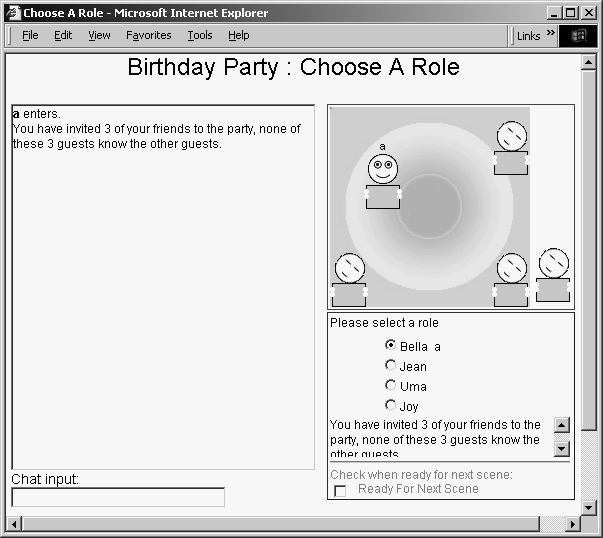 Choose A Role - Microsoft Internet Explorer
File Edit View Favorites Tools Help Links »
Birthday Party : Choose A Role
a enters.
You have invited 3 of your friends to the party, none of
these 3 guests know the other guests.
a
Please select a role
Bella a
Jean
Uma
Joy
You have invited 3 of your friends to the
party, none of these 3 guests know the
other guests
Check when ready for next scene:
Ready For Next Scene
Chat input: